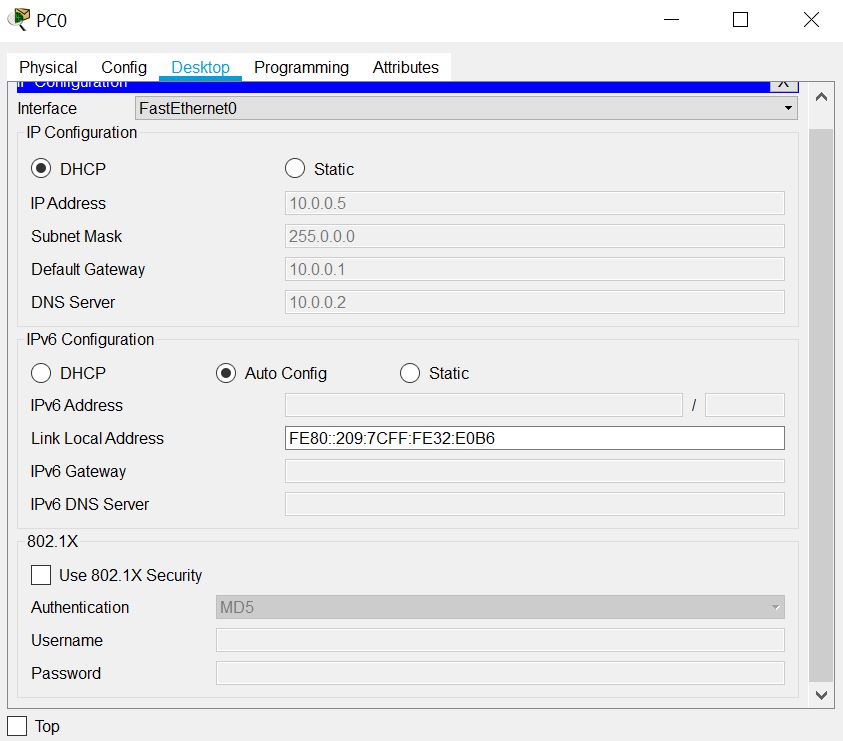 PC0
Physical Config Desktop Programming Attributes
IP Configuration X
Interface FastEthernet0
IP Configuration
DHCP Static
IP Address 10.0.0.5
Subnet Mask 255.0.0.0
Default Gateway 10.0.0.1
DNS Server 10.0.0.2
IPv6 Configuration
DHCP Auto Config Static
IPv6 Address /
Link Local Address FE80::209:7CFF:FE32:E0B6
IPv6 Gateway
IPv6 DNS Server
802.1X
Use 802.1X Security
Authentication MD5
Username
Password
Top